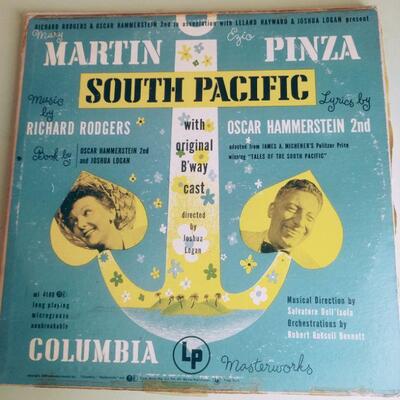 RICHARD RODGERS & OSCAR HAMMERSTEIN 2nd in association with LELAND HAYWARD & JOSHUA LOGAN present
Mary Ezio
MARTIN PINZA
SOUTH PACIFIC
Music by
RICHARD RODGERS
Lyrics by
OSCAR HAMMERSTEIN 2nd
Book by OSCAR HAMMERSTEIN 2nd
and JOSHUA LOGAN
adapted from JAMES A. MICHENER'S Pulitzer Prize
winning "TALES OF THE SOUTH PACIFIC"
with
original
B'way
cast
directed
by
Joshua
Logan
ml 4180
long playing
microgroove
nonbreakable
Musical Direction by
Salvatore Dell'Isola
Orchestrations by
Robert Russell Bennett
COLUMBIA
LP
Masterworks